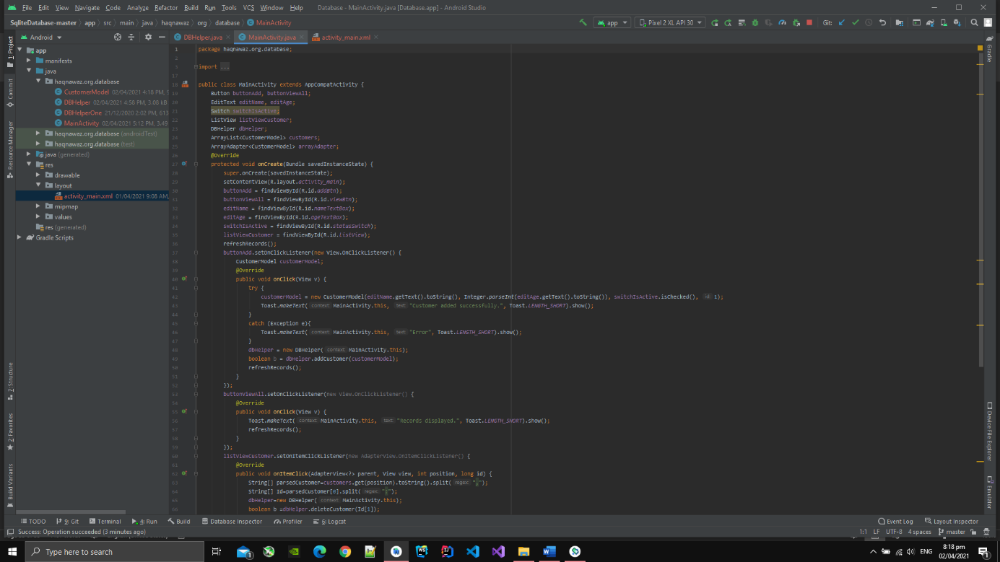 File Edit View Navigate Code Analyze Refactor Build Run Tools VCS Window Help Database - MainActivity.java [Database.app] - Android Studio
SqliteDatabase-master app src main java haqnawaz org database MainActivity app Pixel 2 XL API 30 Git:
Android DBHelper.java MainActivity.java activity_main.xml
1: Project
Commit
Resource Manager
Z: Structure
2: Favorites
Build Variants
app
manifests
java
haqnawaz.org.database
CustomerModel 02/04/2021 4:18 PM, 9
DBHelper 02/04/2021 4:58 PM, 3.08 kB
DBHelperOne 21/12/2020 2:02 PM, 613
MainActivity 02/04/2021 5:12 PM, 3.49
haqnawaz.org.database (androidTest)
haqnawaz.org.database (test)
java (generated)
res
drawable
layout
activity_main.xml 01/04/2021 9:08 AM,
mipmap
values
res (generated)
Gradle Scripts
1 package haqnawaz.org.database;
2
3 import ...
17
18 public class MainActivity extends AppCompatActivity {
19 Button buttonAdd, buttonViewAll;
20 EditText editName, editAge;
21 Switch switchIsActive;
22 ListView listViewCustomer;
23 DBHelper dbHelper;
24 ArrayList<CustomerModel> customers;
25 ArrayAdapter<CustomerModel> arrayAdapter;
26 @Override
27 protected void onCreate(Bundle savedInstanceState) {
28 super.onCreate(savedInstanceState);
29 setContentView(R.layout.activity_main);
30 buttonAdd = findViewById(R.id.addBtn);
31 buttonViewAll = findViewById(R.id.viewBtn);
32 editName = findViewById(R.id.nameTextBox);
33 editAge = findViewById(R.id.ageTextBox);
34 switchIsActive = findViewById(R.id.statusSwitch);
35 listViewCustomer = findViewById(R.id.ListView);
36 refreshRecords();
37 buttonAdd.setOnClickListener(new View.OnClickListener() {
38 CustomerModel customerModel;
39 @Override
40 public void onClick(View v) {
41 try {
42 customerModel = new CustomerModel(editName.getText().toString(), Integer.parseInt(editAge.getText().toString()), switchIsActive.isChecked(), id: 1);
43 Toast.makeText( context: MainActivity.this, text: "Customer added successfully.", Toast.LENGTH_SHORT).show();
44 }
45 catch (Exception e){
46 Toast.makeText( context: MainActivity.this, text: "Error", Toast.LENGTH_SHORT).show();
47 }
48 dbHelper = new DBHelper( context: MainActivity.this);
49 boolean b = dbHelper.addCustomer(customerModel);
50 refreshRecords();
51 }
52 });
53 buttonViewAll.setOnClickListener(new View.OnClickListener() {
54 @Override
55 public void onClick(View v) {
56 Toast.makeText( context: MainActivity.this, text: "Records displayed.", Toast.LENGTH_SHORT).show();
57 refreshRecords();
58 }
59 });
60 listViewCustomer.setOnItemClickListener(new AdapterView.OnItemClickListener() {
61 @Override
62 public void onItemClick(AdapterView<?> parent, View view, int position, long id) {
63 String[] parsedCustomer=customers.get(position).toString().split( regex: ",");
64 String[] Id=parsedCustomer[0].split( regex: ":");
65 dbHelper=new DBHelper( context: MainActivity.this);
66 boolean b =dbHelper.deleteCustomer(Id[1]);
Gradle
Device File Explorer
Emulator
TODO 9: Git Terminal 4: Run Build Database Inspector Profiler 6: Logcat Event Log Layout Inspector
Success: Operation succeeded (3 minutes ago) 1:1 LF UTF-8 4 spaces master
Type here to search 1 ENG 8:18 pm
02/04/2021 1